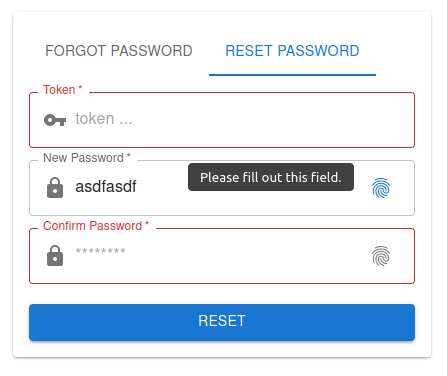 FORGOT PASSWORD RESET PASSWORD
Token *
token ...
New Password *
Please fill out this field.
asdfasdf
Confirm Password *
********
RESET